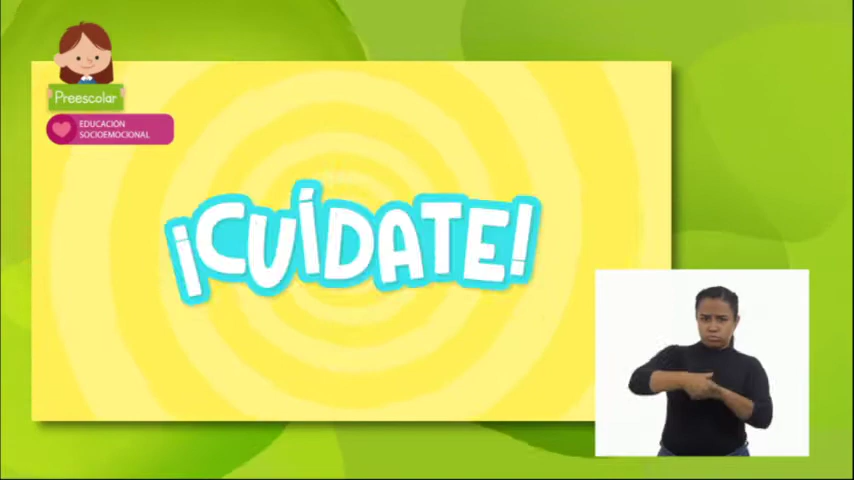 Preescolar
EDUCACIÓN
SOCIOEMOCIONAL
¡CUÍDATE!